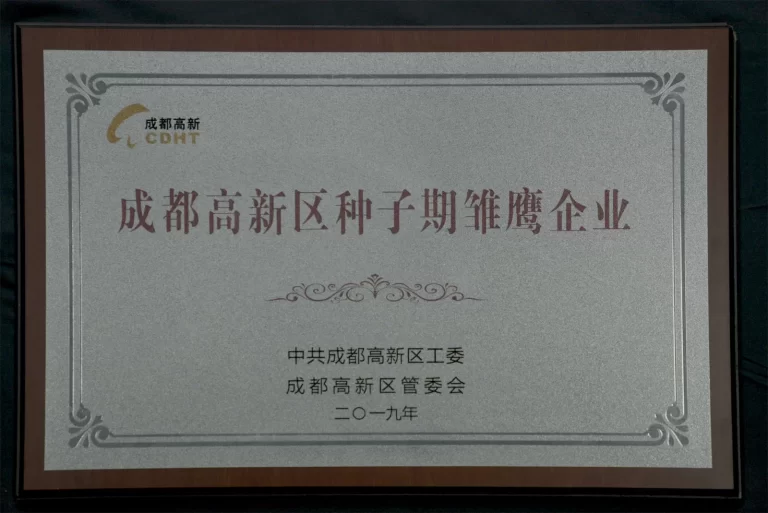 成都高新
CDHT
成都高新区种子期雏鹰企业
中共成都高新区工委
成都高新区管委会
二〇一九年